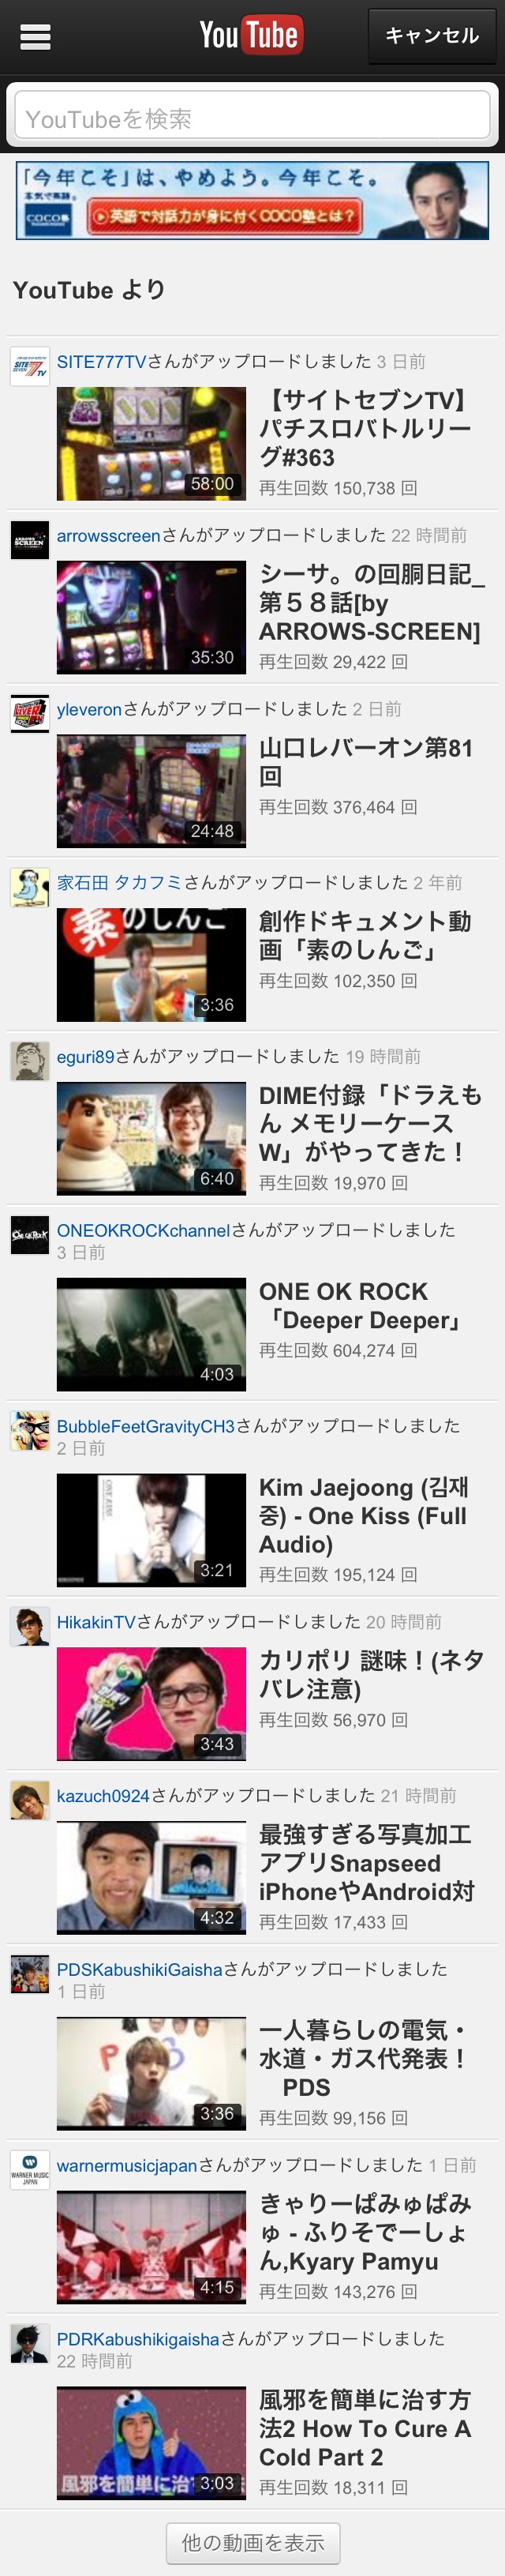 YouTube
キャンセル
YouTubeを検索
「今年こそ」は、やめよう。今年こそ。
本気で英語。
COCO塾
英語で対話力が身に付くCOCO塾とは?
YouTube より
SITE777TVさんがアップロードしました 3 日前
SITE SEVEN TV
【サイトセブンTV】
パチスロバトルリー
グ#363
58:00
再生回数 150,738 回
arrowsscreenさんがアップロードしました 22 時間前
ARROWS
SCREEN
シーサ。の回胴日記_
第５８話[by
ARROWS-SCREEN]
35:30
再生回数 29,422 回
yleveronさんがアップロードしました 2 日前
山口レバーオン第81
回
24:48
再生回数 376,464 回
家石田 タカフミさんがアップロードしました 2 年前
素のしんご
創作ドキュメント動
画「素のしんご」
3:36
再生回数 102,350 回
eguri89さんがアップロードしました 19 時間前
DIME付録「ドラえも
ん メモリーケース
W」がやってきた！
6:40
再生回数 19,970 回
ONEOKROCKchannelさんがアップロードしました
3 日前
ONE OK ROCK
ONE OK ROCK
「Deeper Deeper」
4:03
再生回数 604,274 回
BubbleFeetGravityCH3さんがアップロードしました
2 日前
ONE KISS
Kim Jaejoong (김재
중) - One Kiss (Full
Audio)
3:21
再生回数 195,124 回
HikakinTVさんがアップロードしました 20 時間前
カリポリ 謎味！(ネタ
バレ注意)
3:43
再生回数 56,970 回
kazuch0924さんがアップロードしました 21 時間前
最強すぎる写真加工
アプリSnapseed
iPhoneやAndroid対
4:32
再生回数 17,433 回
PDSKabushikiGaishaさんがアップロードしました
1 日前
一人暮らしの電気・
水道・ガス代発表！
PDS
3:36
再生回数 99,156 回
warnermusicjapanさんがアップロードしました 1 日前
WARNER MUSIC
JAPAN
きゃりーぱみゅぱみ
ゅ - ふりそでーしょ
ん,Kyary Pamyu
4:15
再生回数 143,276 回
PDRKabushikigaishaさんがアップロードしました
22 時間前
風邪を簡単に治す方
法2 How To Cure A
Cold Part 2
風邪を簡単に治す
3:03
再生回数 18,311 回
他の動画を表示